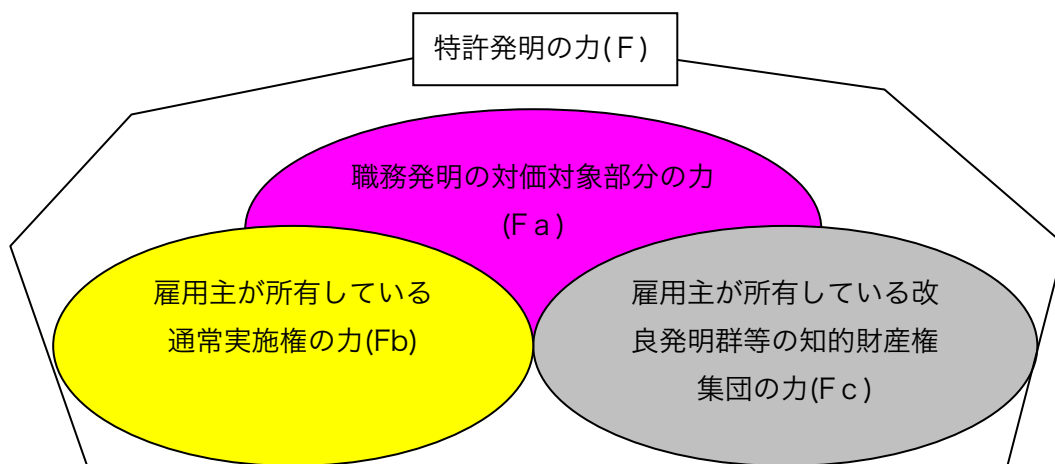 特許発明の力(Ｆ)
職務発明の対価対象部分の力
(Ｆａ)
雇用主が所有している
通常実施権の力(Fb)
雇用主が所有している改
良発明群等の知的財産権
集団の力(Ｆｃ)